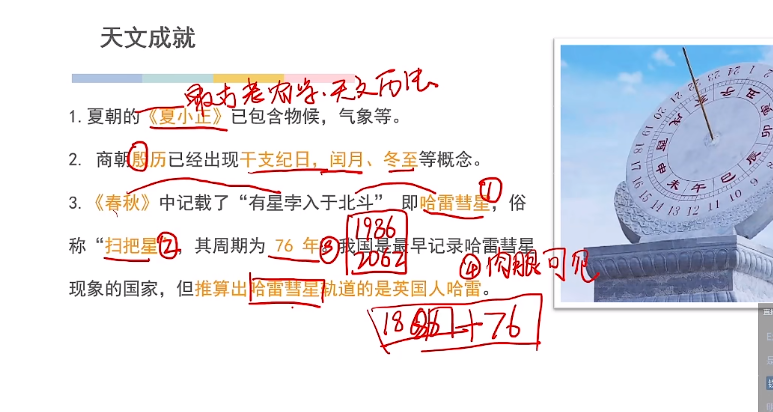 天文成就
最古老农学、天文历法
1. 夏朝的《夏小正》已包含物候，气象等。
2. 商朝殷历已经出现干支纪日，闰月、冬至等概念。
3. 《春秋》中记载了“有星孛入于北斗” 即哈雷彗星①，俗
1986
称“扫把星”②，其周期为 76 年③我国是最早记录哈雷彗星
2062
④肉眼可见
现象的国家，但推算出哈雷彗星轨道的是英国人哈雷。
+76